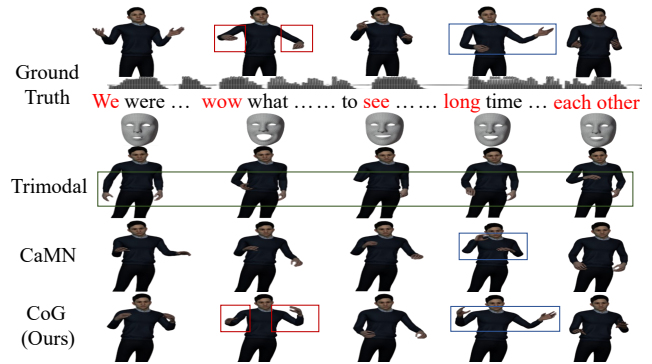 Ground
Truth
We were … wow what …… to see …… long time … each other
Trimodal
CaMN
CoG
(Ours)